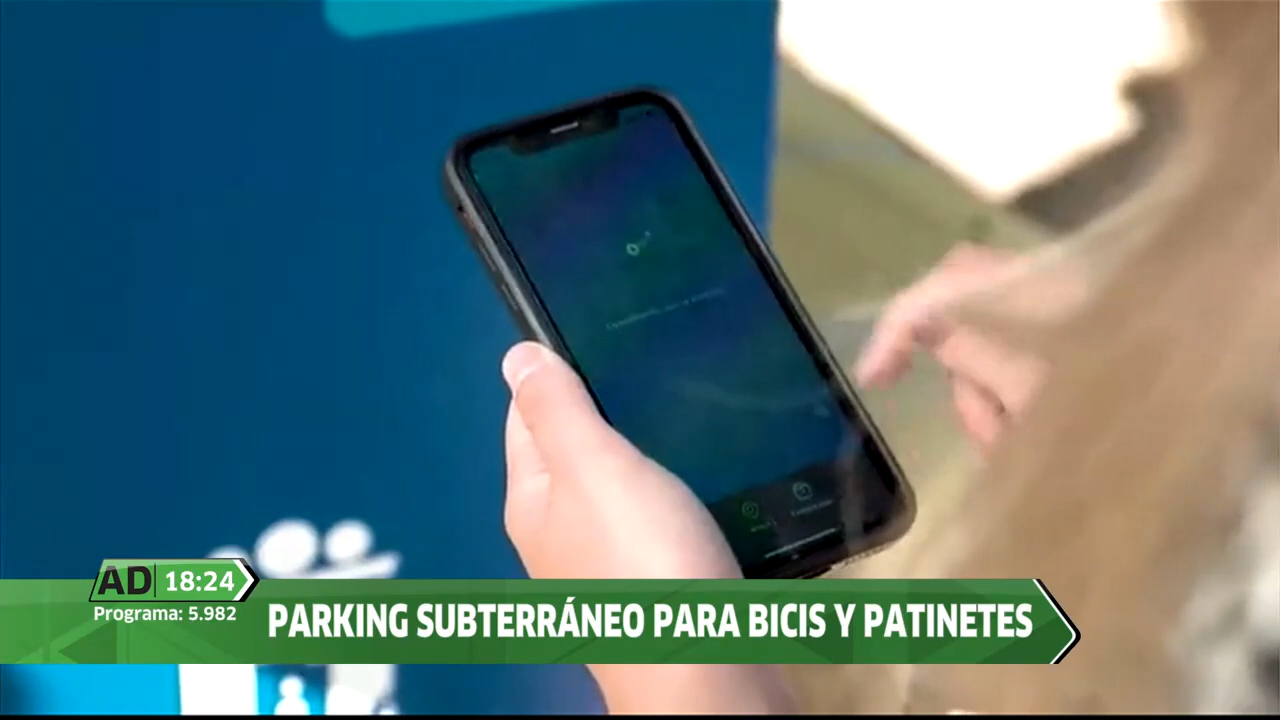 AD 18:24
Programa: 5.982
PARKING SUBTERRÁNEO PARA BICIS Y PATINETES